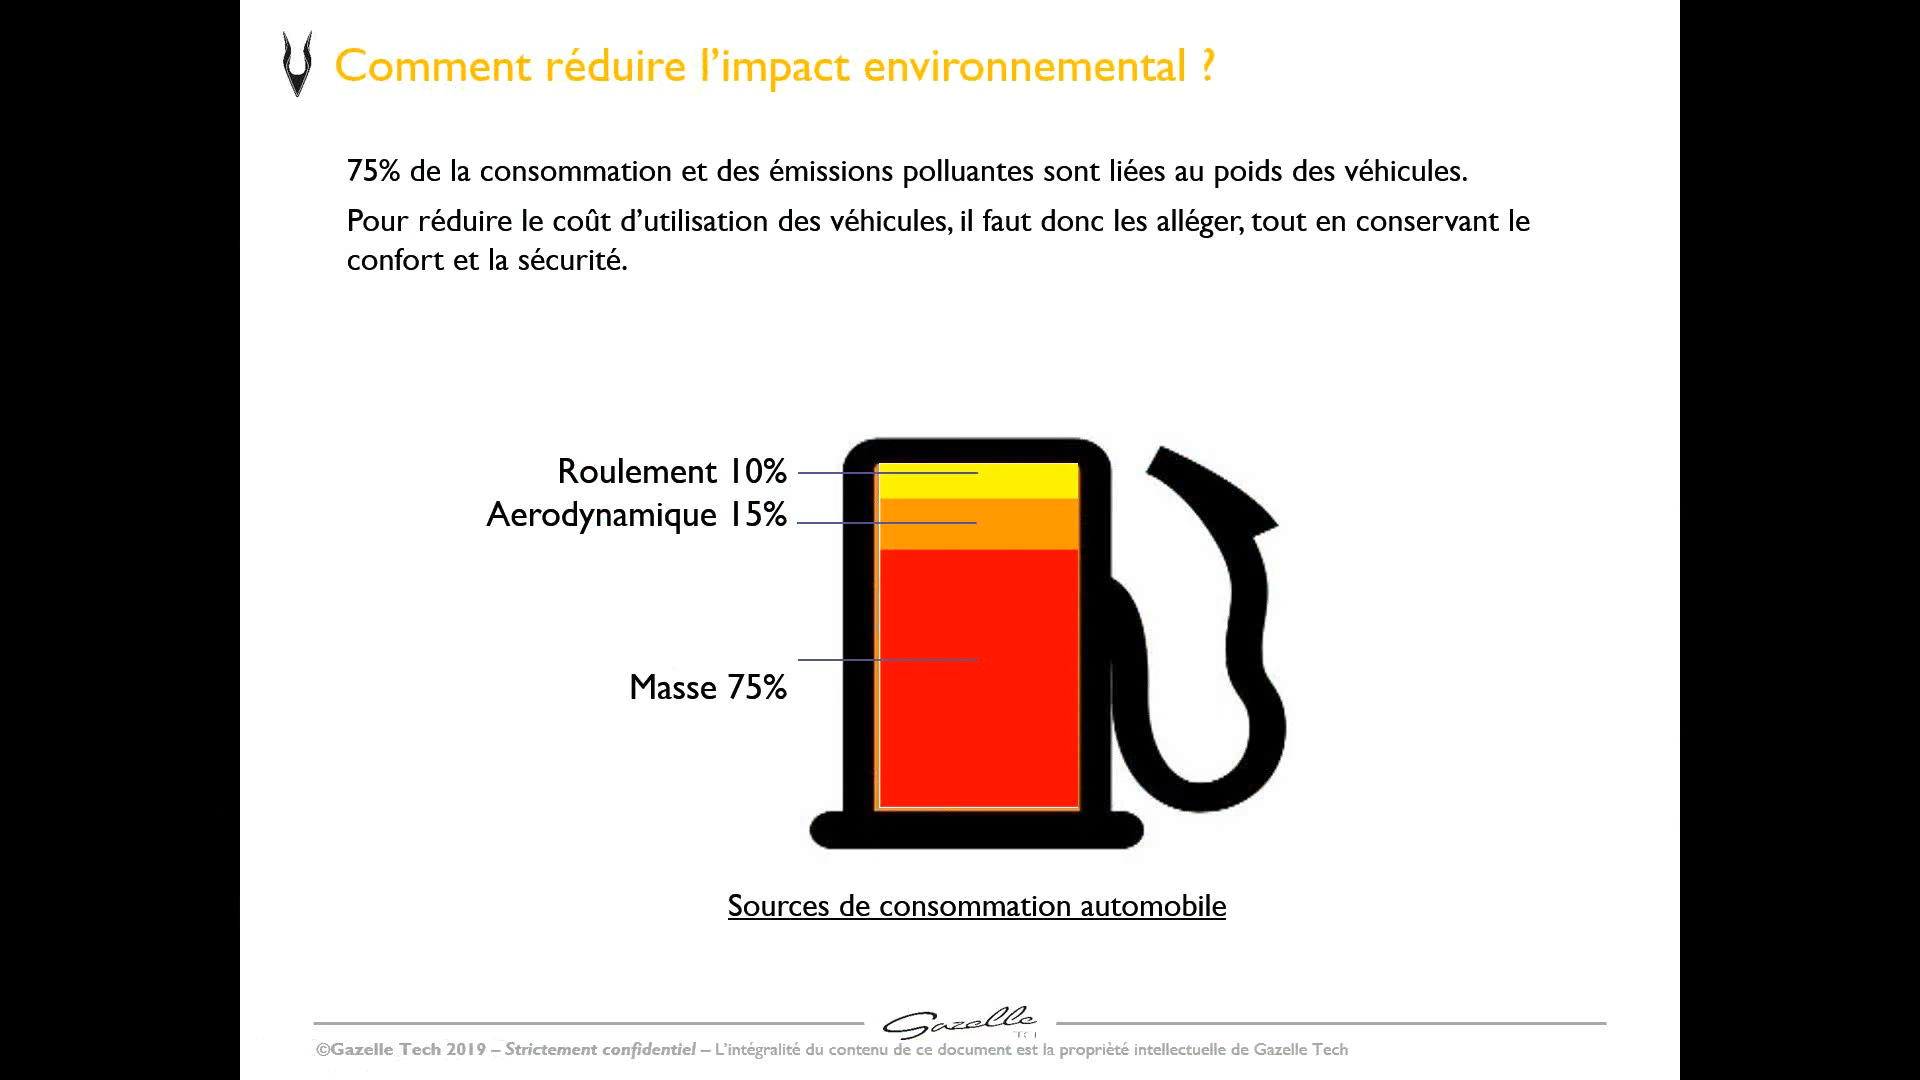 Comment réduire l’impact environnemental ?
75% de la consommation et des émissions polluantes sont liées au poids des véhicules.
Pour réduire le coût d’utilisation des véhicules, il faut donc les alléger, tout en conservant le
confort et la sécurité.
Roulement 10%
Aerodynamique 15%
Masse 75%
Sources de consommation automobile
Gazelle
©Gazelle Tech 2019 – Strictement confidentiel – L’intégralité du contenu de ce document est la propriète intellectuelle de Gazelle Tech